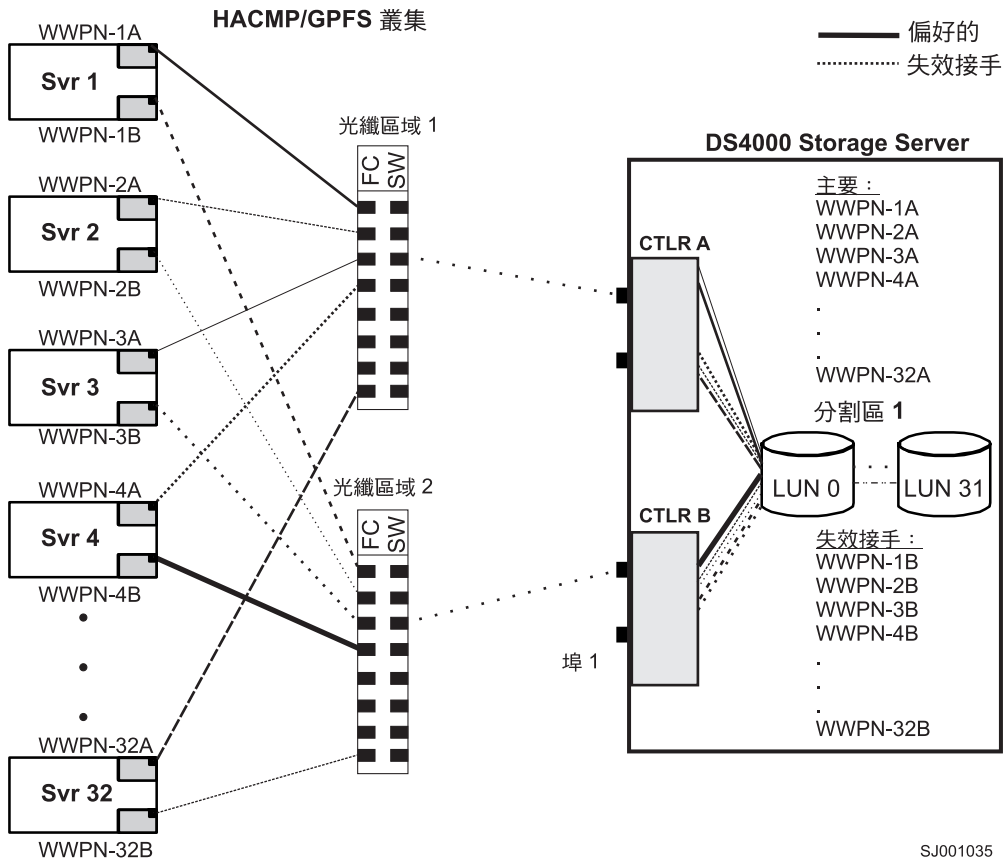 HACMP/GPFS 叢集
偏好的
失效接手
WWPN-1A
Svr 1
WWPN-1B
WWPN-2A
Svr 2
WWPN-2B
WWPN-3A
Svr 3
WWPN-3B
WWPN-4A
Svr 4
WWPN-4B
WWPN-32A
Svr 32
WWPN-32B
光纖區域 1
FC
SW
光纖區域 2
FC
SW
DS4000 Storage Server
CTLR A
CTLR B
埠 1
主要：
WWPN-1A
WWPN-2A
WWPN-3A
WWPN-4A
.
.
.
WWPN-32A
分割區 1
LUN 0
LUN 31
失效接手：
WWPN-1B
WWPN-2B
WWPN-3B
WWPN-4B
.
.
.
WWPN-32B
SJ001035